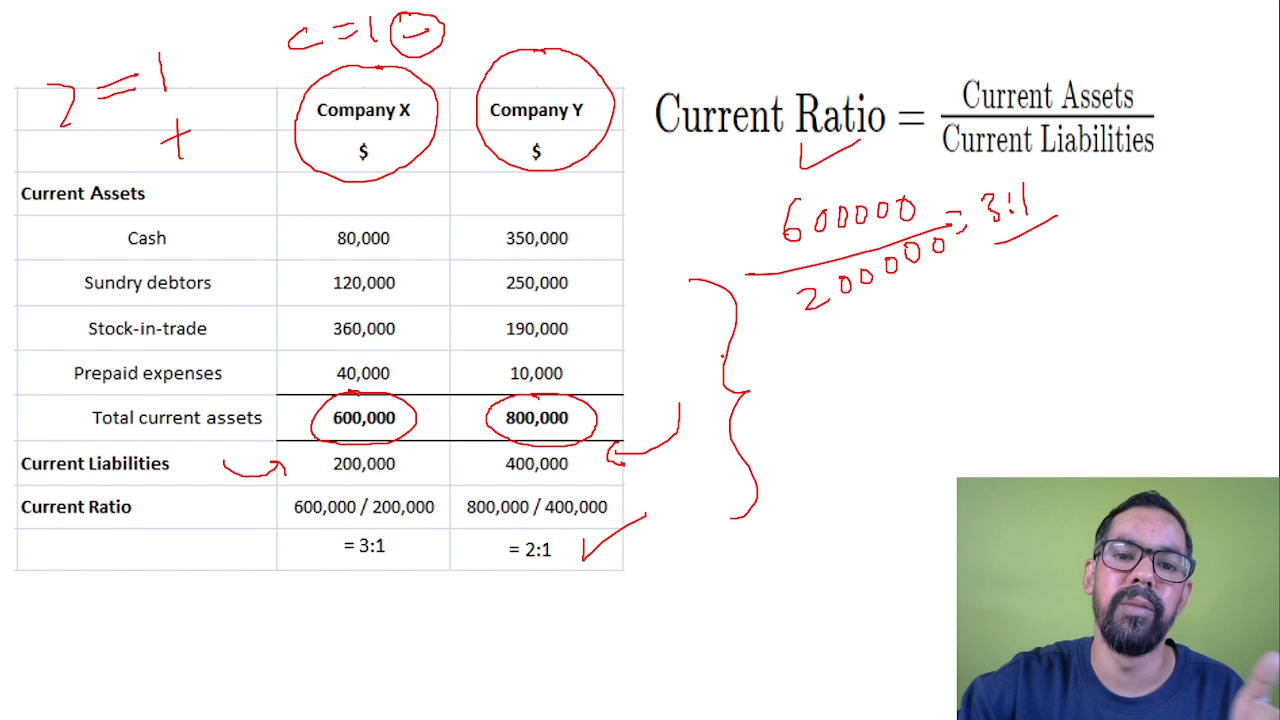 c = 1 -
2 = 1
+
Company X Company Y
$ $
Current Assets
Cash 80,000 350,000
Sundry debtors 120,000 250,000
Stock-in-trade 360,000 190,000
Prepaid expenses 40,000 10,000
Total current assets 600,000 800,000
Current Liabilities 200,000 400,000
Current Ratio 600,000 / 200,000 800,000 / 400,000
= 3:1 = 2:1
Current Ratio = Current Assets
Current Liabilities
600000 = 3:1
200000